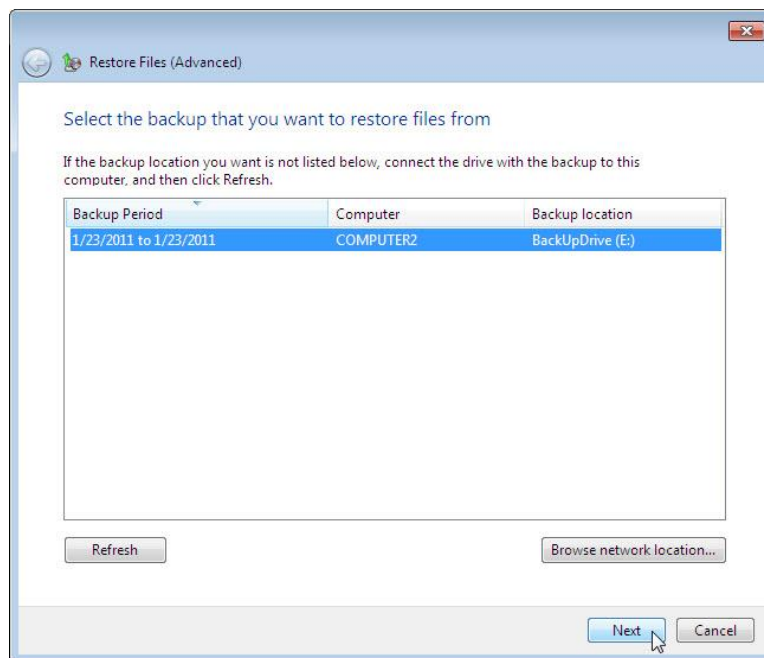 Restore Files (Advanced)
Select the backup that you want to restore files from
If the backup location you want is not listed below, connect the drive with the backup to this
computer, and then click Refresh.
Backup Period Computer Backup location
1/23/2011 to 1/23/2011 COMPUTER2 BackUpDrive (E:)
Refresh Browse network location...
Next Cancel